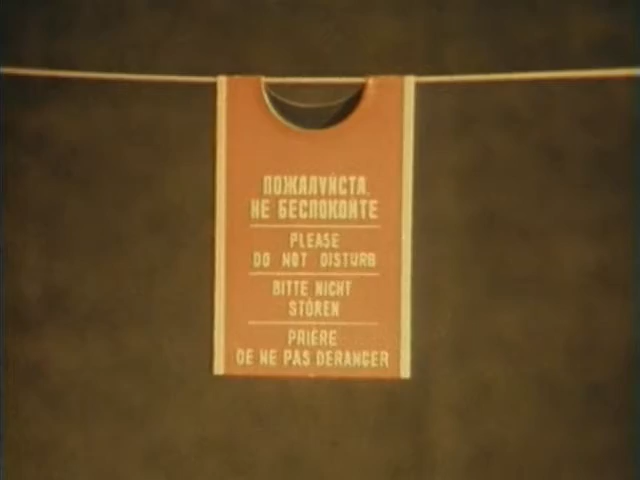 ПОЖАЛУЙСТА,
НЕ БЕСПОКОЙТЕ
PLEASE
DO NOT DISTURB
BITTE NICHT
STÖREN
PRIÈRE
DE NE PAS DERANGER